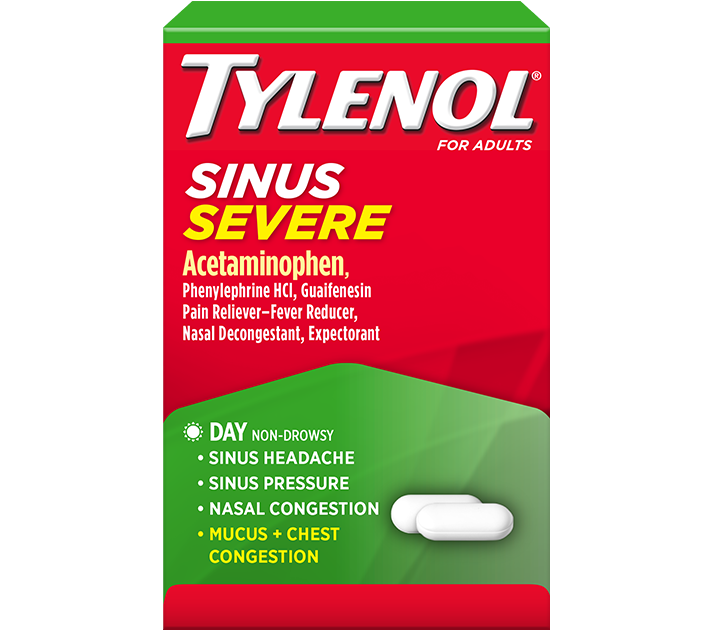 TYLENOL®
FOR ADULTS
SINUS
SEVERE
Acetaminophen,
Phenylephrine HCl, Guaifenesin
Pain Reliever–Fever Reducer,
Nasal Decongestant, Expectorant
DAY NON-DROWSY
• SINUS HEADACHE
• SINUS PRESSURE
• NASAL CONGESTION
• MUCUS + CHEST
CONGESTION